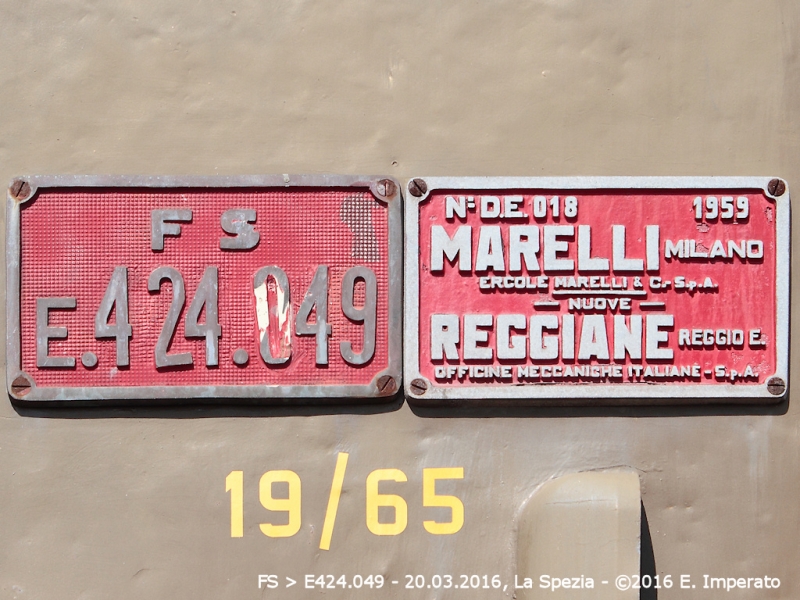 FS
E.424.049
Nº D.E. 018 1959
MARELLI MILANO
ERCOLE MARELLI & C.-S.p.A.
NUOVE
REGGIANE REGGIO E.
OFFICINE MECCANICHE ITALIANE - S.p.A.
19/65
FS > E424.049 - 20.03.2016, La Spezia - ©2016 E. Imperato